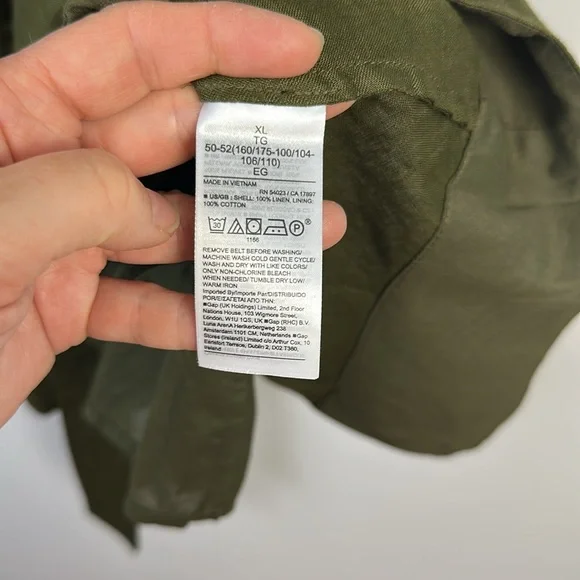 XL
TG
50-52(160/175-100/104-
106/110)
EG
MADE IN VIETNAM
RN 54023 / CA 17897
■ US/GB : SHELL: 100% LINEN, LINING:
100% COTTON
30 P ®
1166
REMOVE BELT BEFORE WASHING/
MACHINE WASH COLD GENTLE CYCLE/
WASH AND DRY WITH LIKE COLORS/
ONLY NON-CHLORINE BLEACH
WHEN NEEDED/ TUMBLE DRY LOW/
WARM IRON
Imported By/Importe Par/DISTRIBUIDO
POR/ΕΙΣΑΓΕΤΑΙ ΑΠΟ ΤΗΝ:
■Gap (UK Holdings) Limited, 2nd Floor
Nations House, 103 Wigmore Street,
London, W1U 1QS, UK ■Gap (RHC) B.V.
Luna ArenA Herikerbergweg 238
Amsterdam 1101 CM, Netherlands ■Gap
Stores (Ireland) Limited c/o Arthur Cox, 10
Earlsfort Terrace, Dublin 2, D02 T380,
Ireland